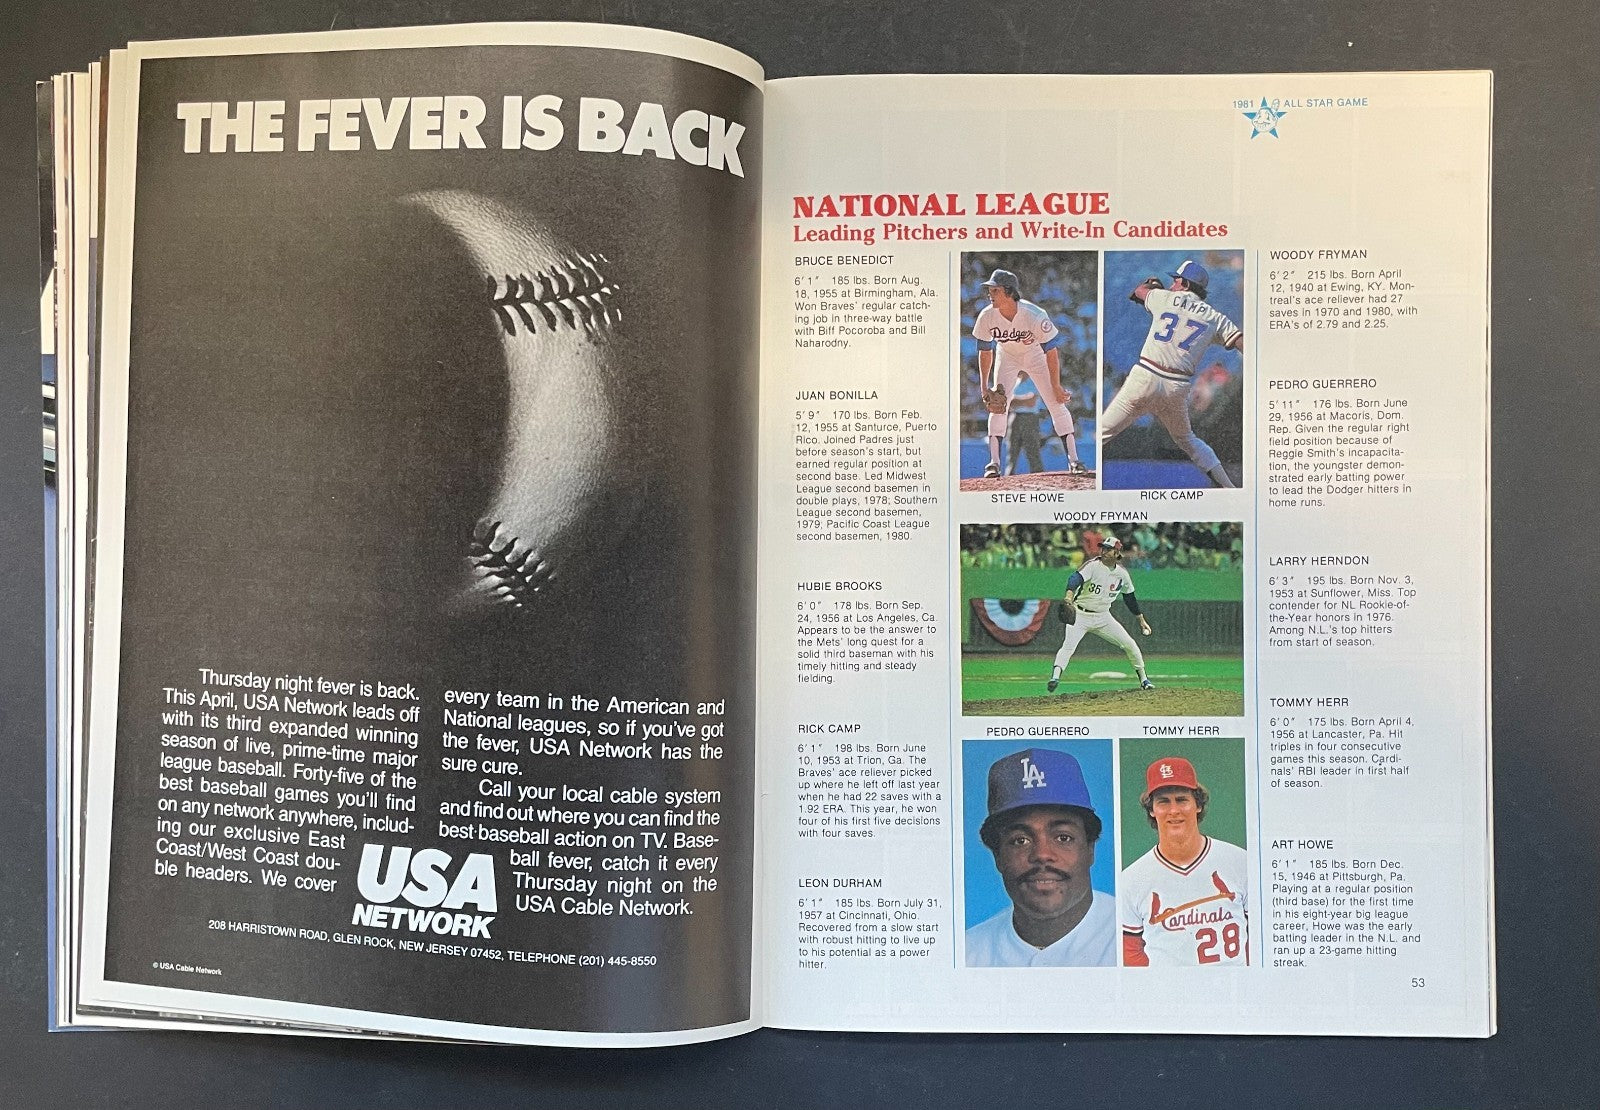 THE FEVER IS BACK
Thursday night fever is back.
This April, USA Network leads off
with its third expanded winning
season of live, prime-time major
league baseball. Forty-five of the
best baseball games you'll find
on any network anywhere, includ-
ing our exclusive East
Coast/West Coast dou-
ble headers. We cover
every team in the American and
National leagues, so if you've got
the fever, USA Network has the
sure cure.
Call your local cable system
and find out where you can find the
best baseball action on TV. Base-
ball fever, catch it every
Thursday night on the
USA Cable Network.
USA
NETWORK
208 HARRISTOWN ROAD, GLEN ROCK, NEW JERSEY 07452, TELEPHONE (201) 445-8550
© USA Cable Network
1981 ALL STAR GAME
NATIONAL LEAGUE
Leading Pitchers and Write-In Candidates
BRUCE BENEDICT
6' 1" 185 lbs. Born Aug.
18, 1955 at Birmingham, Ala.
Won Braves' regular catch-
ing job in three-way battle
with Biff Pocoroba and Bill
Naharodny.
JUAN BONILLA
5' 9" 170 lbs. Born Feb.
12, 1955 at Santurce, Puerto
Rico. Joined Padres just
before season's start, but
earned regular position at
second base. Led Midwest
League second basemen in
double plays, 1978; Southern
League second basemen,
1979; Pacific Coast League
second basemen, 1980.
HUBIE BROOKS
6' 0" 178 lbs. Born Sep.
24, 1956 at Los Angeles, Ca.
Appears to be the answer to
the Mets' long quest for a
solid third baseman with his
timely hitting and steady
fielding.
RICK CAMP
6' 1" 198 lbs. Born June
10, 1953 at Trion, Ga. The
Braves' ace reliever picked
up where he left off last year
when he had 22 saves with a
1.92 ERA. This year, he won
four of his first five decisions
with four saves.
LEON DURHAM
6' 1" 185 lbs. Born July 31,
1957 at Cincinnati, Ohio.
Recovered from a slow start
with robust hitting to live up
to his potential as a power
hitter.
Dodgers
CAMP
37
STEVE HOWE
RICK CAMP
WOODY FRYMAN
35
PEDRO GUERRERO
TOMMY HERR
LA
Cardinals
28
WOODY FRYMAN
6' 2" 215 lbs. Born April
12, 1940 at Ewing, KY. Mon-
treal's ace reliever had 27
saves in 1970 and 1980, with
ERA's of 2.79 and 2.25.
PEDRO GUERRERO
5' 11" 176 lbs. Born June
29, 1956 at Macoris, Dom.
Rep. Given the regular right
field position because of
Reggie Smith's incapacita-
tion, the youngster demon-
strated early batting power
to lead the Dodger hitters in
home runs.
LARRY HERNDON
6' 3" 195 lbs. Born Nov. 3,
1953 at Sunflower, Miss. Top
contender for NL Rookie-of-
the-Year honors in 1976.
Among N.L.'s top hitters
from start of season.
TOMMY HERR
6' 0" 175 lbs. Born April 4,
1956 at Lancaster, Pa. Hit
triples in four consecutive
games this season. Cardi-
nals' RBI leader in first half
of season.
ART HOWE
6' 1" 185 lbs. Born Dec.
15, 1946 at Pittsburgh, Pa.
Playing at a regular position
(third base) for the first time
in his eight-year big league
career, Howe was the early
batting leader in the N.L. and
ran up a 23-game hitting
streak.
53